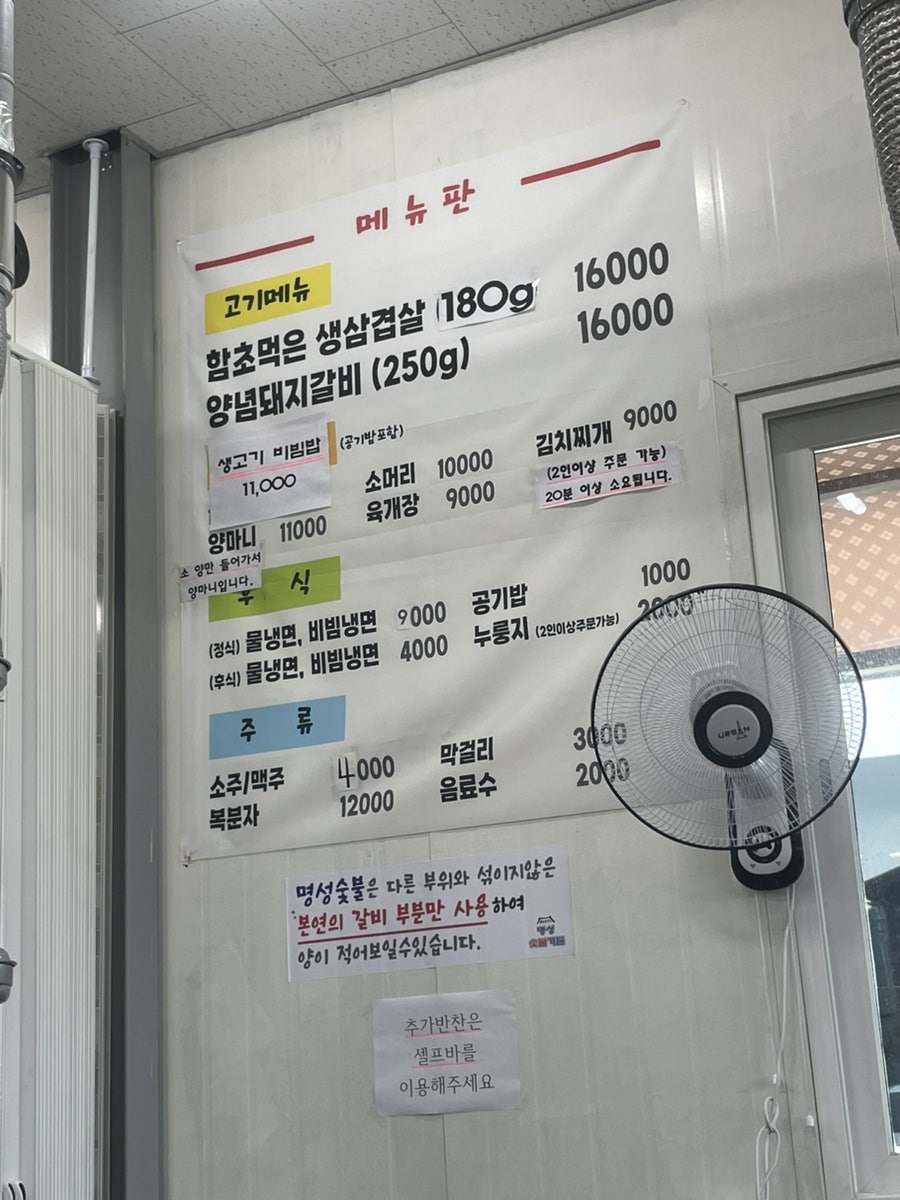 메뉴판
고기메뉴
함초먹은 생삼겹살 (180g 16000
양념돼지갈비 (250g) 16000
생고기 비빔밥
11,000
(공기밥포함)
양마니 11000
소 양만 들어가서
양마니입니다.
소머리 10000
육개장 9000
김치찌개 9000
(2인이상 주문 가능)
20분 이상 소요됩니다.
후 식
(정식) 물냉면, 비빔냉면 9000
(후식) 물냉면, 비빔냉면 4000
공기밥 1000
누룽지 (2인이상주문가능) 2000
주 류
소주/맥주 4000
복분자 12000
막걸리 3000
음료수 2000
URBAN
명성숯불은 다른 부위와 섞이지않은
본연의 갈비 부분만 사용하여
양이 적어보일수있습니다.
명성
숯불갈비
추가반찬은
셀프바를
이용해주세요